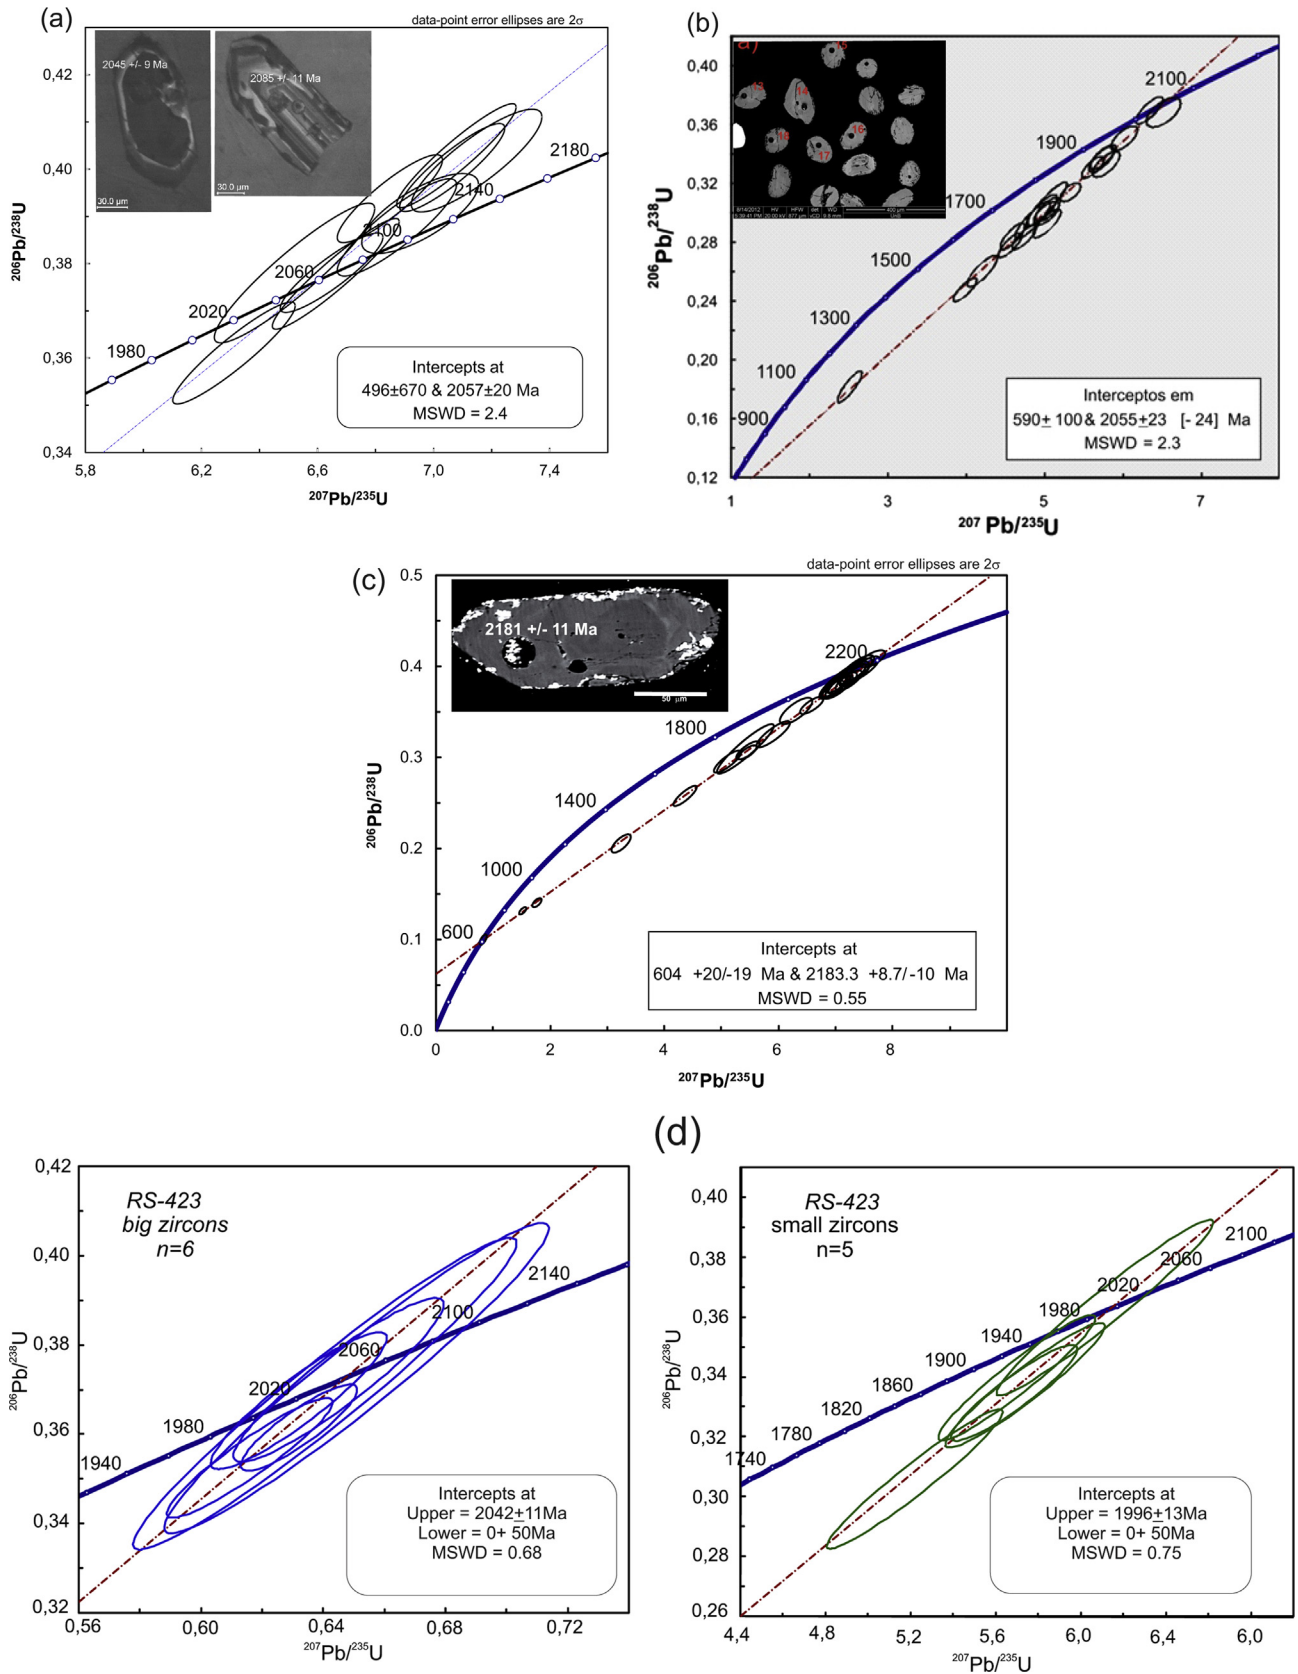 (a)
data-point error ellipses are 2σ
2045 +/- 9 Ma
2085 +/- 11 Ma
30.0 µm
30.0 µm
0,42
0,40
0,38
0,36
0,34
206Pb/238U
1980
2020
2060
2100
2140
2180
Intercepts at
496±670 & 2057±20 Ma
MSWD = 2.4
5,8
6,2
6,6
7,0
7,4
207Pb/235U
(b)
a)
15
13
14
18
16
17
400 µm
0,40
0,36
0,32
0,28
0,24
0,20
0,16
0,12
206Pb/238U
900
1100
1300
1500
1700
1900
2100
Interceptos em
590± 100 & 2055±23 [- 24] Ma
MSWD = 2.3
1
3
5
7
207 Pb/235U
(c)
data-point error ellipses are 2σ
2181 +/- 11 Ma
50 µm
0.5
0.4
0.3
0.2
0.1
0.0
206Pb/238U
600
1000
1400
1800
2200
Intercepts at
604 +20/-19 Ma & 2183.3 +8.7/-10 Ma
MSWD = 0.55
0
2
4
6
8
207Pb/235U
(d)
RS-423
big zircons
n=6
0,42
0,40
0,38
0,36
0,34
0,32
206Pb/238U
1940
1980
2020
2060
2100
2140
Intercepts at
Upper = 2042±11Ma
Lower = 0+ 50Ma
MSWD = 0.68
0,56
0,60
0,64
0,68
0,72
207Pb/235U
RS-423
small zircons
n=5
0,40
0,38
0,36
0,34
0,32
0,30
0,28
0,26
206Pb/238U
1740
1780
1820
1860
1900
1940
1980
2020
2060
2100
Intercepts at
Upper = 1996±13Ma
Lower = 0+ 50Ma
MSWD = 0.75
4,4
4,8
5,2
5,6
6,0
6,4
6,0
207Pb/235U